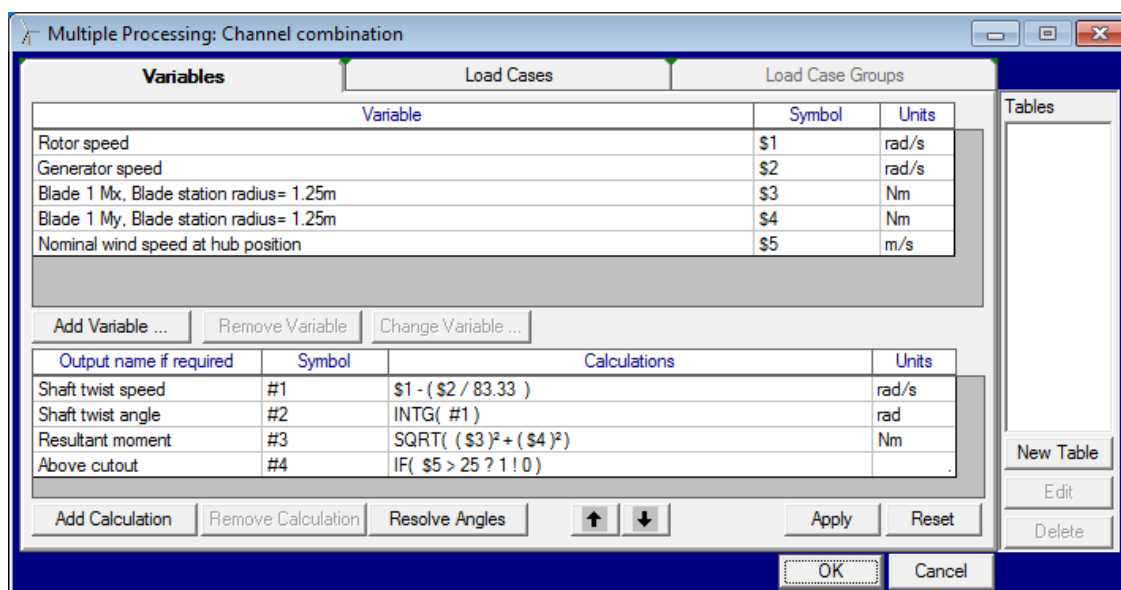 Multiple Processing: Channel combination
Variables Load Cases Load Case Groups
Tables
Variable Symbol Units
Rotor speed $1 rad/s
Generator speed $2 rad/s
Blade 1 Mx, Blade station radius= 1.25m $3 Nm
Blade 1 My, Blade station radius= 1.25m $4 Nm
Nominal wind speed at hub position $5 m/s
Add Variable ... Remove Variable Change Variable ...
Output name if required Symbol Calculations Units
Shaft twist speed #1 $1 - ( $2 / 83.33 ) rad/s
Shaft twist angle #2 INTG( #1 ) rad
Resultant moment #3 SQRT( ( $3 )² + ( $4 )² ) Nm
Above cutout #4 IF( $5 > 25 ? 1 ! 0 ) .
New Table
Edit
Delete
Add Calculation Remove Calculation Resolve Angles Apply Reset
OK Cancel